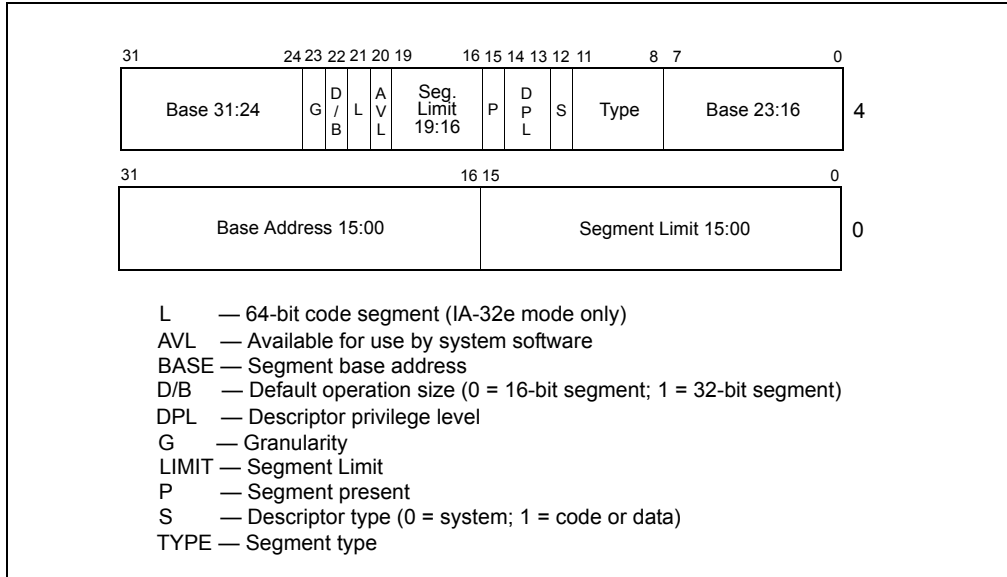 31 24 23 22 21 20 19 16 15 14 13 12 11 8 7 0
Base 31:24 G D/B L AVL Seg. Limit 19:16 P DPL S Type Base 23:16 4
31 16 15 0
Base Address 15:00 Segment Limit 15:00 0
L — 64-bit code segment (IA-32e mode only)
AVL — Available for use by system software
BASE — Segment base address
D/B — Default operation size (0 = 16-bit segment; 1 = 32-bit segment)
DPL — Descriptor privilege level
G — Granularity
LIMIT — Segment Limit
P — Segment present
S — Descriptor type (0 = system; 1 = code or data)
TYPE — Segment type